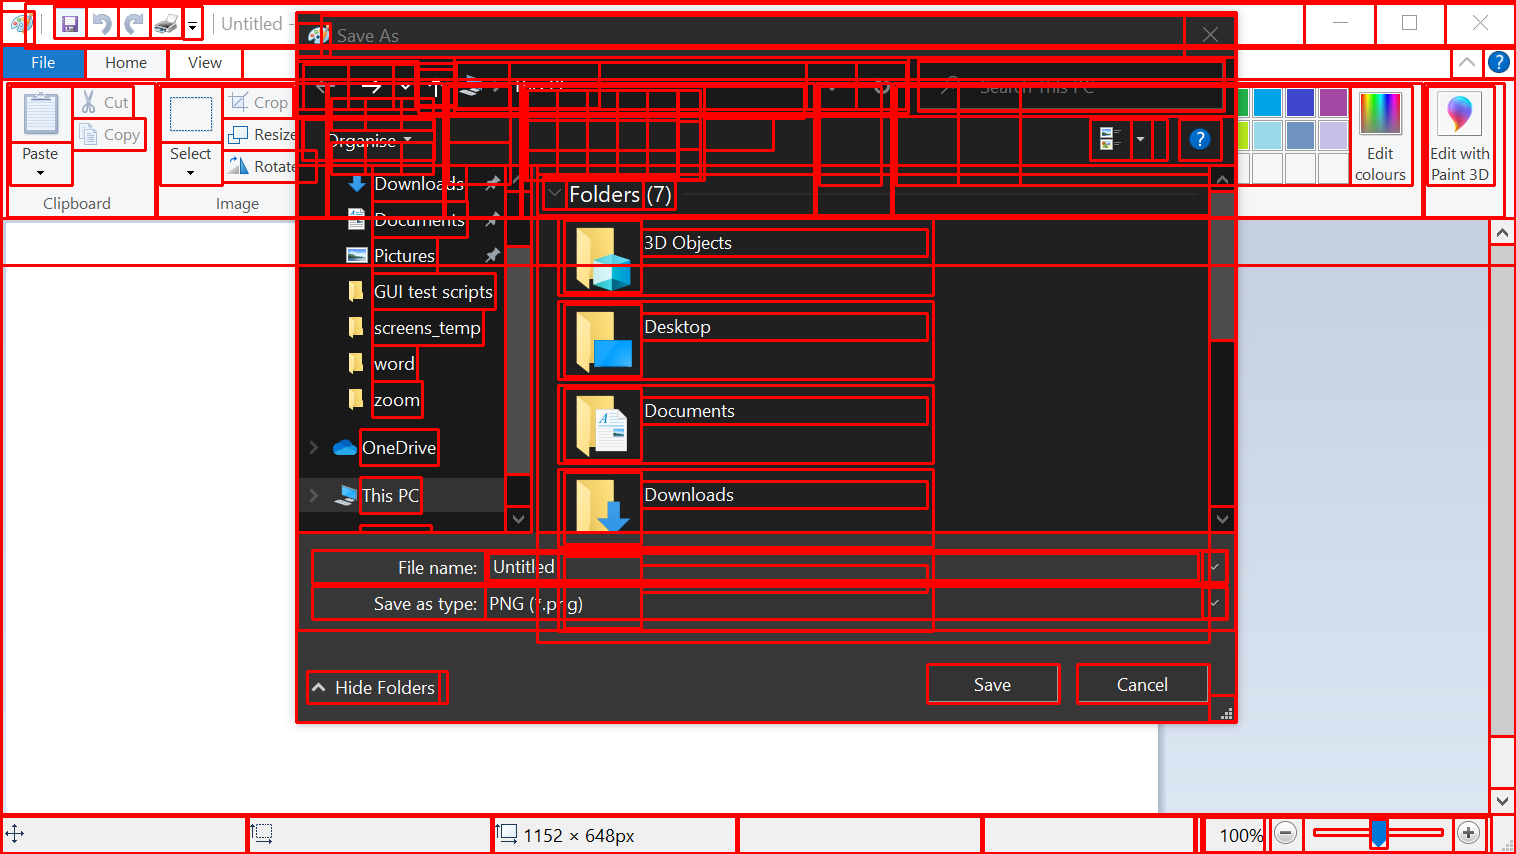 Untitled -
Save As
File
Home
View
Search This PC
Paste
Cut
Copy
Clipboard
Select
Crop
Resize
Rotate
Image
Organise
Edit
colours
Edit with
Paint 3D
Downloads
Documents
Pictures
GUI test scripts
screens_temp
word
zoom
OneDrive
This PC
Folders (7)
3D Objects
Desktop
Documents
Downloads
File name:
Untitled
Save as type:
PNG (*.png)
Hide Folders
Save
Cancel
1152 × 648px
100%